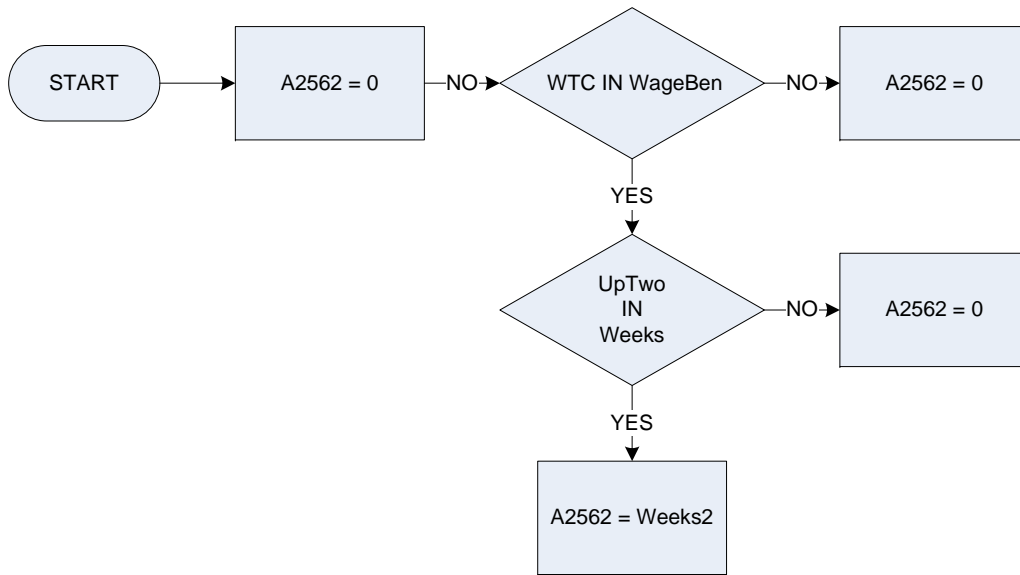 START
A2562 = 0
NO
WTC IN WageBen
NO
A2562 = 0
YES
UpTwo
IN
Weeks
NO
A2562 = 0
YES
A2562 = Weeks2